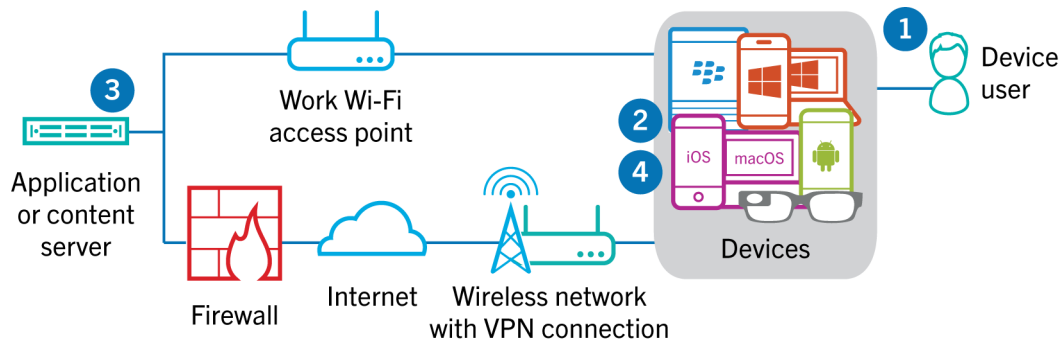 1
Device
user
3
Work Wi-Fi
access point
2
iOS
macOS
4
Application
or content
server
Devices
Firewall
Internet
Wireless network
with VPN connection